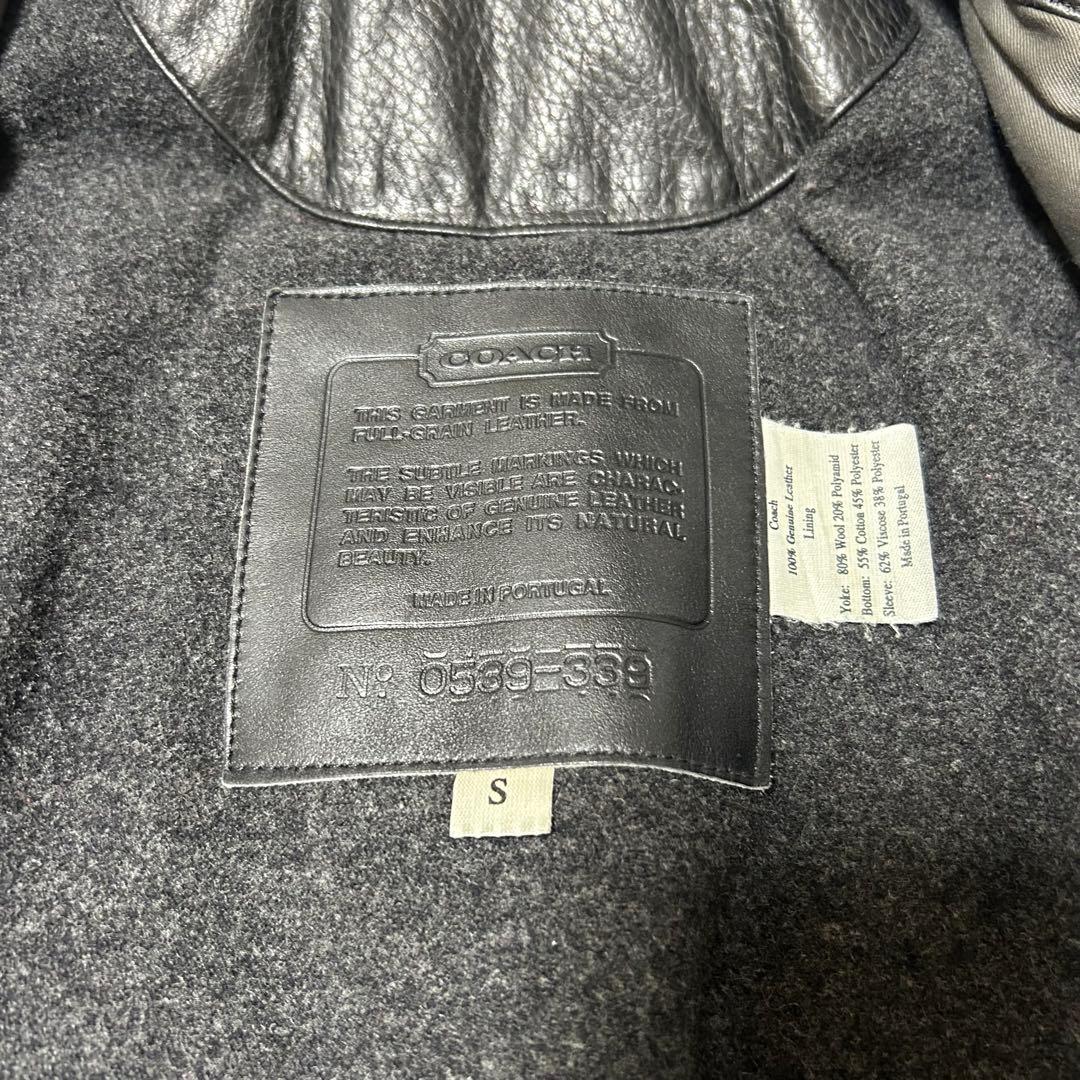 COACH
THIS GARMENT IS MADE FROM
FULL-GRAIN LEATHER.
THE SUBTLE MARKINGS WHICH
MAY BE VISIBLE ARE CHARAC-
TERISTIC OF GENUINE LEATHER
AND ENHANCE ITS NATURAL
BEAUTY.
MADE IN PORTUGAL
No: 0539-339
S
Coach
100% Genuine Leather
Lining
Yoke: 80% Wool 20% Polyamid
Bottom: 55% Cotton 45% Polyester
Sleeve: 62% Viscose 38% Polyester
Made in Portugal